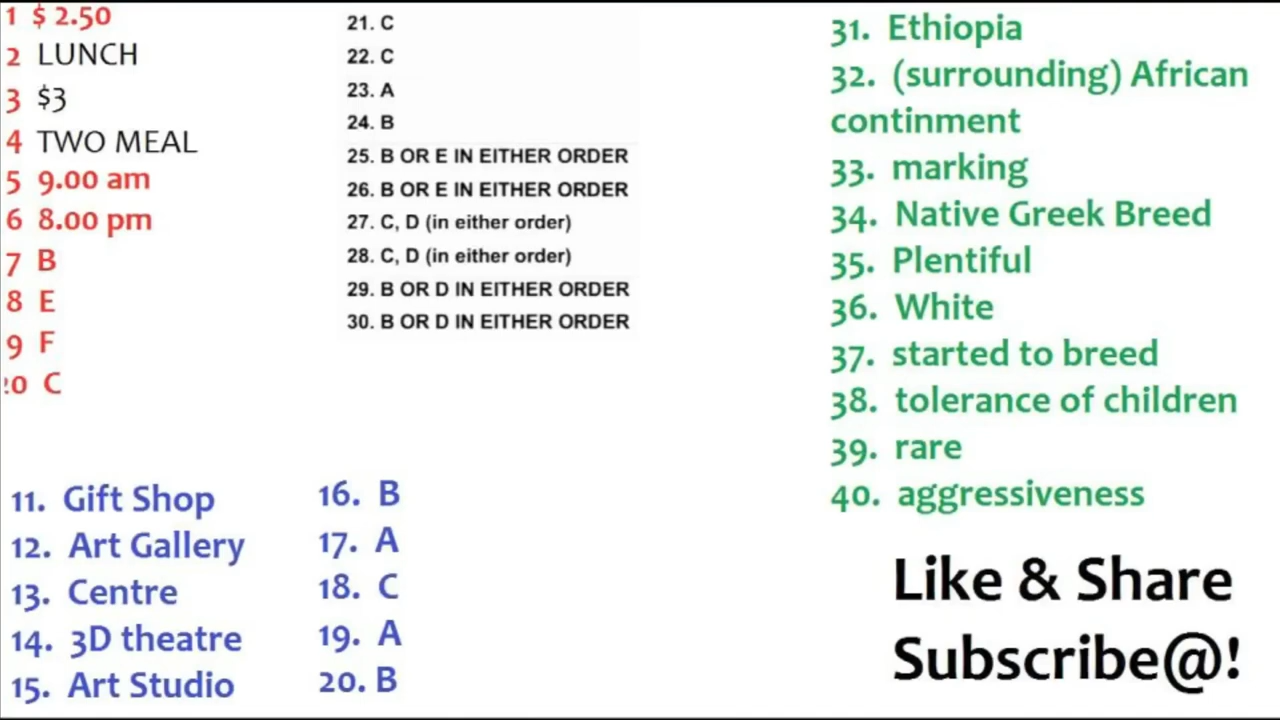 1 $ 2.50
2 LUNCH
3 $3
4 TWO MEAL
5 9.00 am
6 8.00 pm
7 B
8 E
9 F
20 C
21. C
22. C
23. A
24. B
25. B OR E IN EITHER ORDER
26. B OR E IN EITHER ORDER
27. C, D (in either order)
28. C, D (in either order)
29. B OR D IN EITHER ORDER
30. B OR D IN EITHER ORDER
11. Gift Shop
12. Art Gallery
13. Centre
14. 3D theatre
15. Art Studio
16. B
17. A
18. C
19. A
20. B
31. Ethiopia
32. (surrounding) African
continment
33. marking
34. Native Greek Breed
35. Plentiful
36. White
37. started to breed
38. tolerance of children
39. rare
40. aggressiveness
Like & Share
Subscribe@!